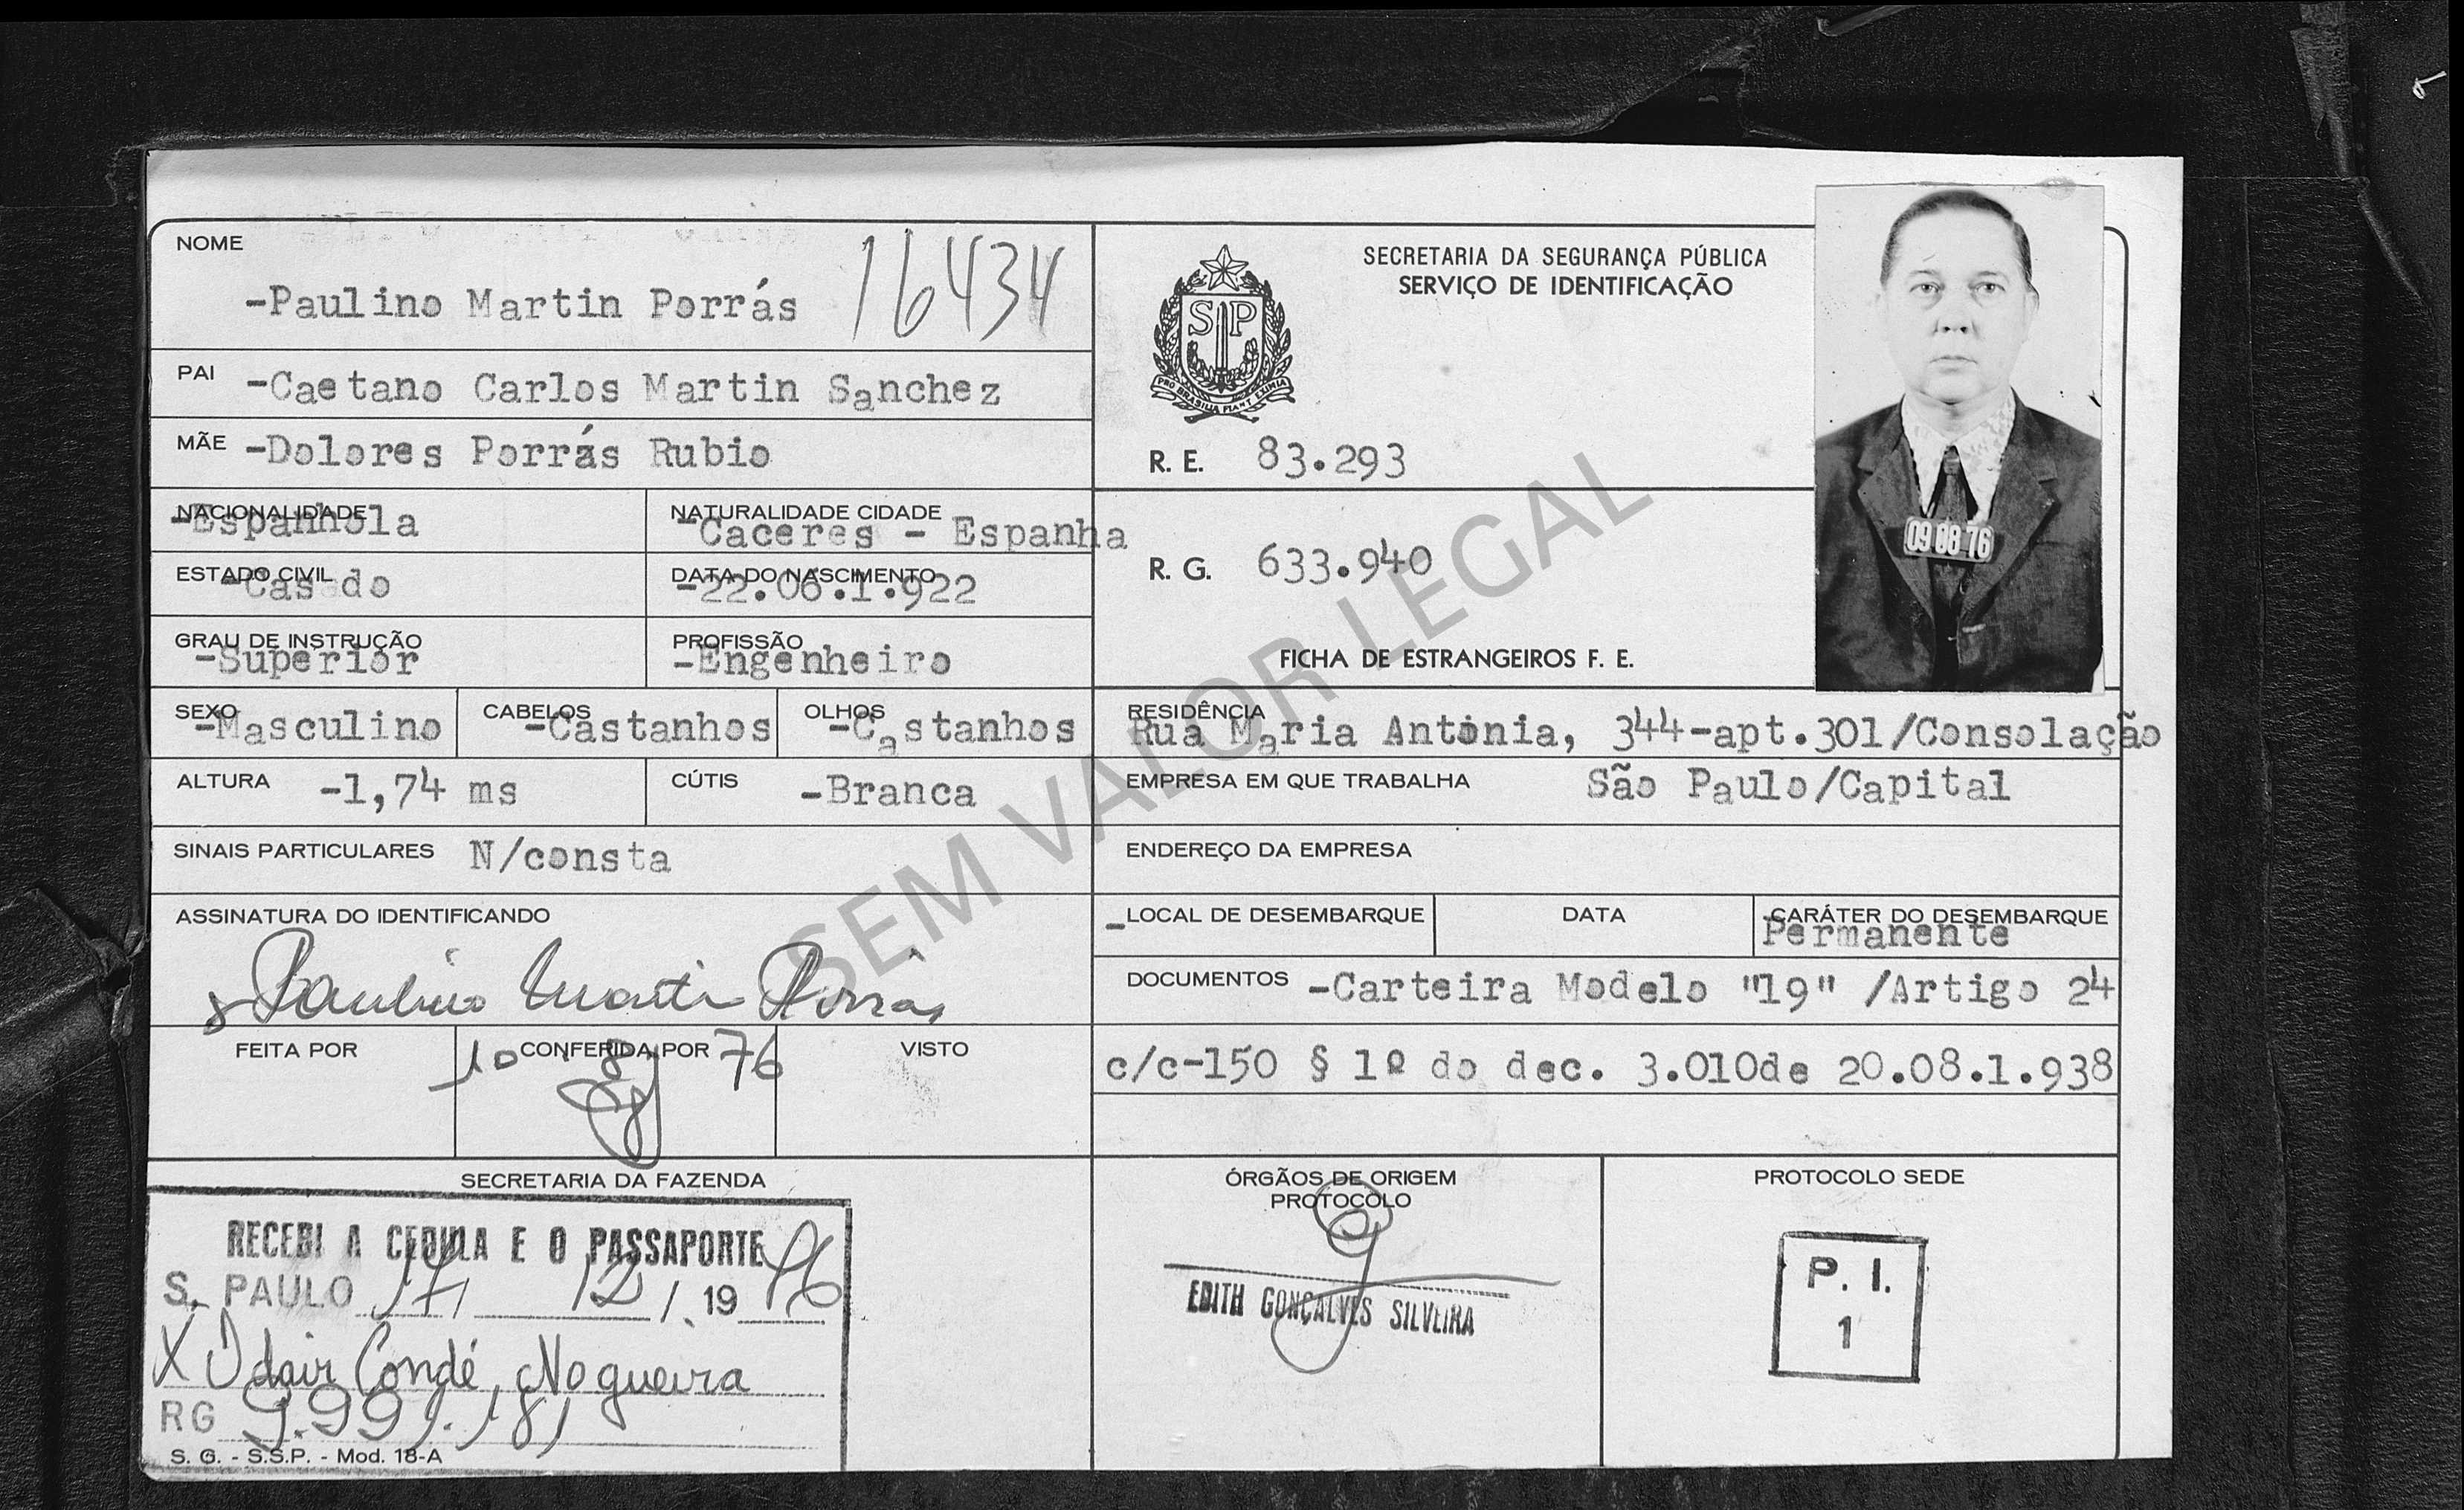 NOME
-Paulino Martin Porrás 16434
PAI -Caetano Carlos Martin Sanchez
MÃE -Dolores Porrás Rubio
NACIONALIDADE -Espanhola
NATURALIDADE CIDADE -Caceres - Espanha
ESTADO CIVIL -Cas do
DATA DO NASCIMENTO -22.06.1.922
GRAU DE INSTRUÇÃO -Superior
PROFISSÃO -Engenheiro
SEXO -Masculino
CABELOS -Castanhos
OLHOS -Castanhos
ALTURA -1,74 ms
CÚTIS -Branca
SINAIS PARTICULARES N/consta
ASSINATURA DO IDENTIFICANDO
Paulino Martin Porrás
FEITA POR
CONFERIDA POR
10 8 76
VISTO
SECRETARIA DA FAZENDA
RECEBI A CEDULA E O PASSAPORTE
S. PAULO 17 / 12 / 19 76
X Odair Condé Nogueira
RG 9.991.181
S. G. - S.S.P. - Mod. 18-A
SECRETARIA DA SEGURANÇA PÚBLICA
SERVIÇO DE IDENTIFICAÇÃO
SP
PRO BRASILIA FIANT EXIMIA
R. E. 83.293
R. G. 633.940
FICHA DE ESTRANGEIROS F. E.
09 08 76
RESIDÊNCIA
Rua Maria Antonia, 344-apt.301/Consolação
EMPRESA EM QUE TRABALHA São Paulo/Capital
ENDEREÇO DA EMPRESA
-LOCAL DE DESEMBARQUE
DATA
CARÁTER DO DESEMBARQUE
Permanente
DOCUMENTOS -Carteira Modelo "19" /Artigo 24
c/c-150 § 1º do dec. 3.010de 20.08.1.938
ÓRGÃOS DE ORIGEM
PROTOCOLO
EDITH GONÇALVES SILVEIRA
PROTOCOLO SEDE
P. I.
1
SEM VALOR LEGAL